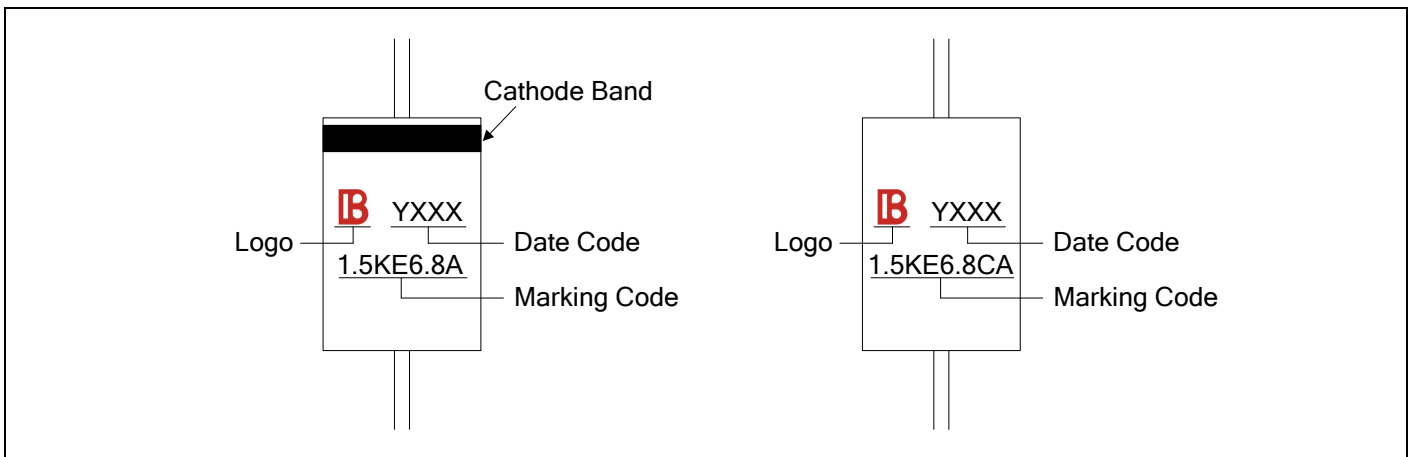 Cathode Band
B YXXX
Logo Date Code
1.5KE6.8A
Marking Code
B YXXX
Logo Date Code
1.5KE6.8CA
Marking Code